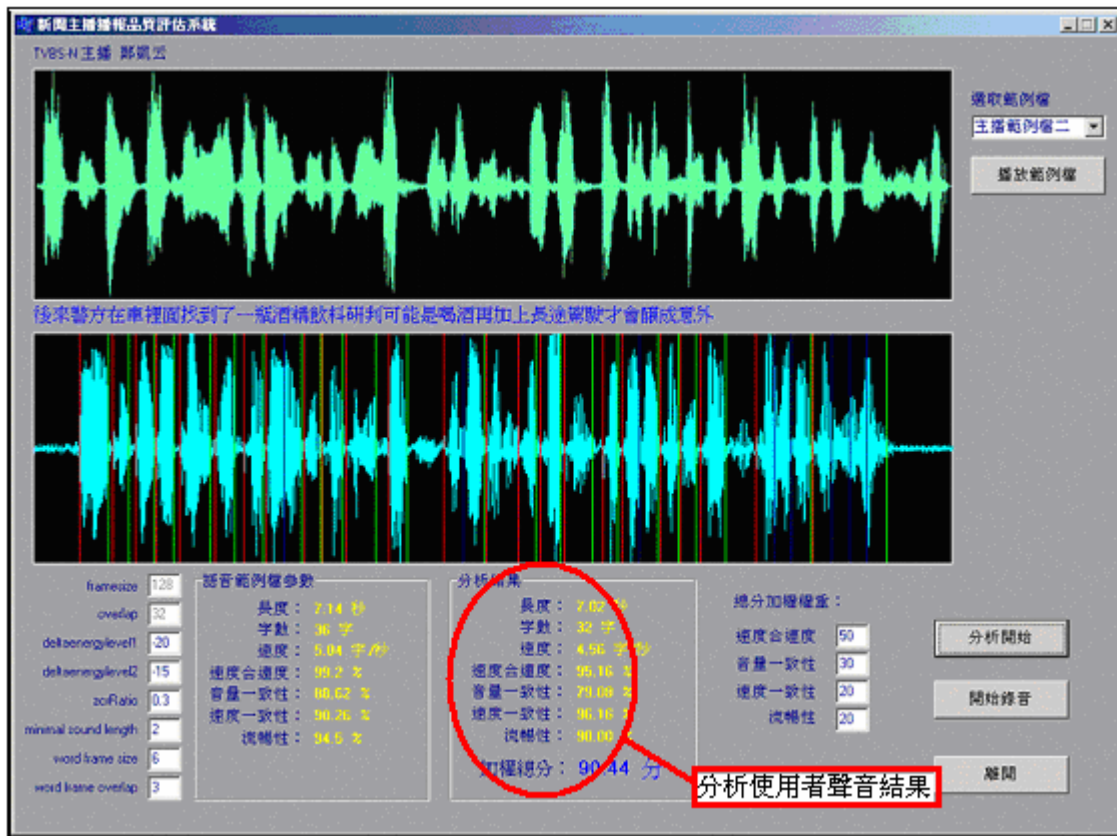 新聞主播播報品質評估系統
TVBS-N 主播 鄭凱云
選取範例檔
主播範例檔二
播放範例檔
後來警方在車裡面找到了一瓶酒精飲料研判可能是喝酒再加上長途駕駛才會釀成意外
framesize 128
overlap 32
deltaenergylevel1 -20
deltaenergylevel2 -15
zcrRatio 0.3
minimal sound length 2
word frame size 6
word frame overlap 3
語音範例檔參數
長度： 7.14 秒
字數： 36 字
速度： 5.04 字/秒
速度合適度： 99.2 %
音量一致性： 88.62 %
速度一致性： 90.26 %
流暢性： 94.5 %
分析結果
長度： 7.02 秒
字數： 32 字
速度： 4.56 字/秒
速度合適度： 95.16 %
音量一致性： 79.08 %
速度一致性： 96.16 %
流暢性： 90.00 %
加權總分： 90.44 分
總分加權權重：
速度合適度 50
音量一致性 30
速度一致性 20
流暢性 20
分析開始
開始錄音
離開
分析使用者聲音結果